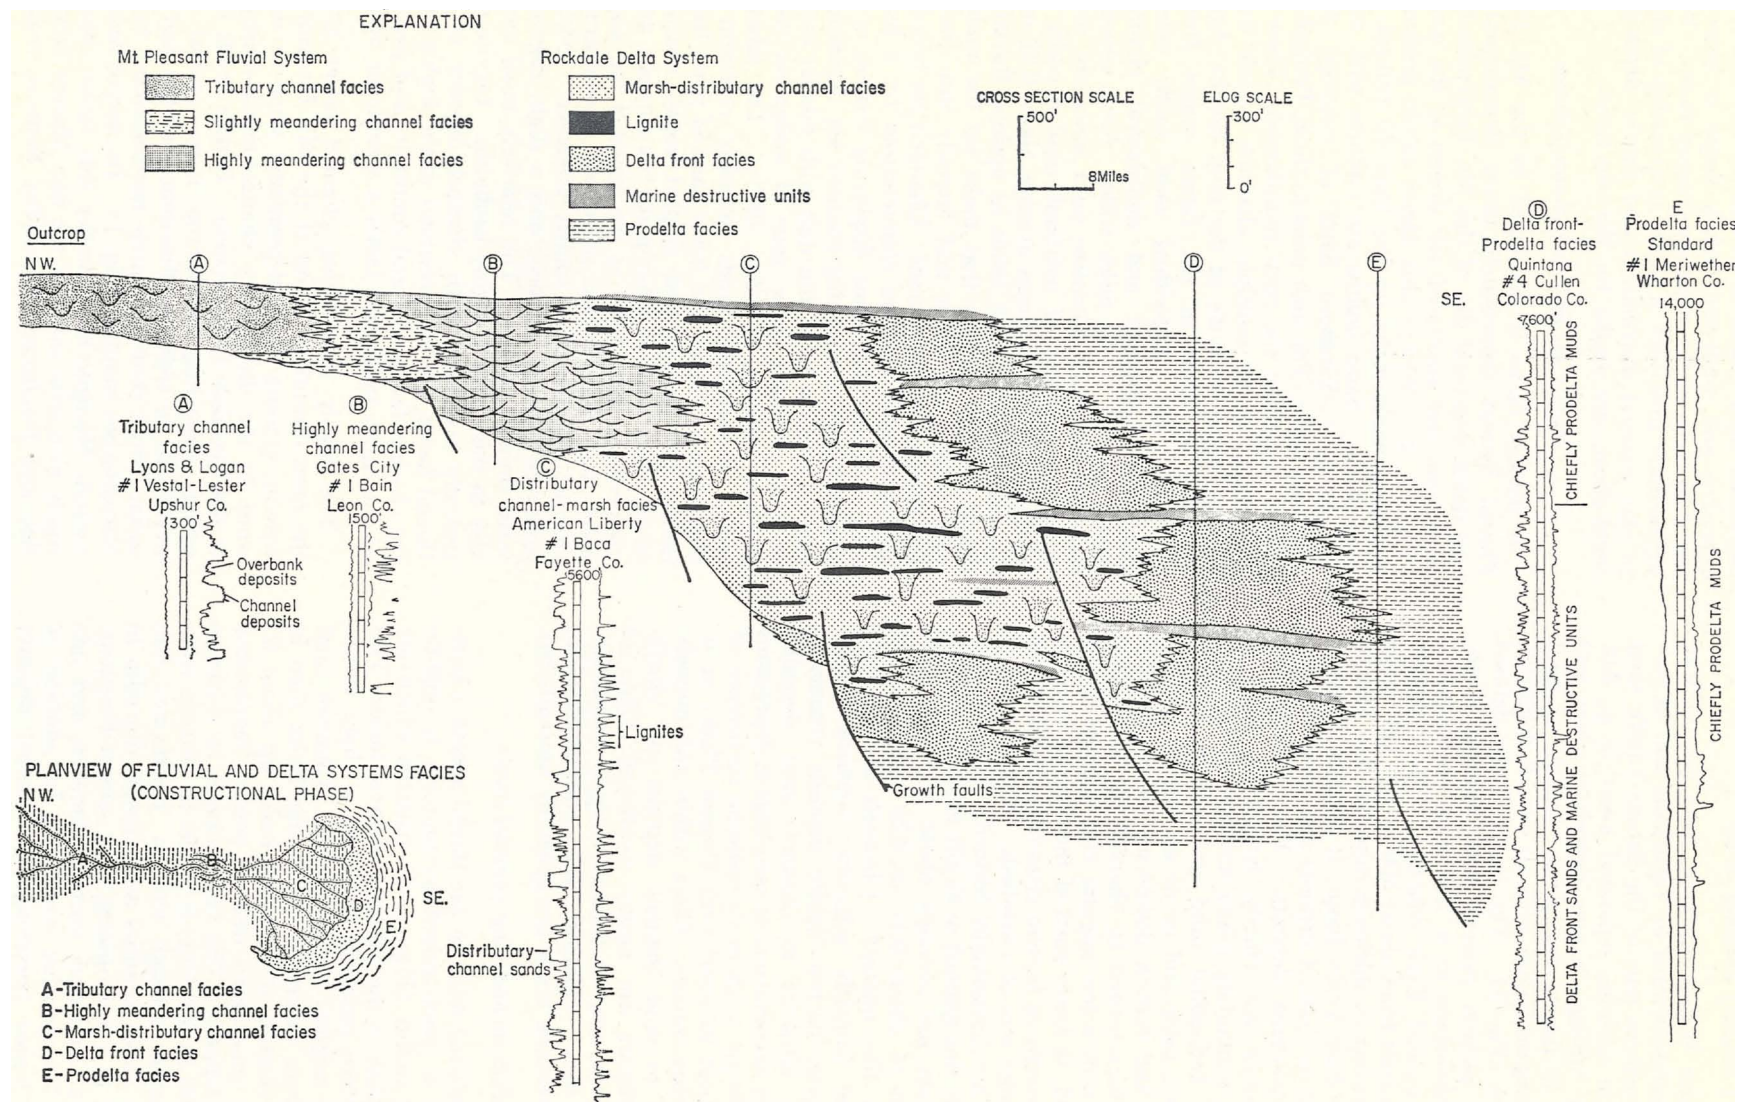 EXPLANATION
Mt. Pleasant Fluvial System
Tributary channel facies
Slightly meandering channel facies
Highly meandering channel facies
Rockdale Delta System
Marsh-distributary channel facies
Lignite
Delta front facies
Marine destructive units
Prodelta facies
CROSS SECTION SCALE
500'
8Miles
ELOG SCALE
300'
0'
Outcrop
NW.
A
B
C
D
E
SE.
A
Tributary channel
facies
Lyons & Logan
#1 Vestal-Lester
Upshur Co.
300'
Overbank
deposits
Channel
deposits
B
Highly meandering
channel facies
Gates City
#1 Bain
Leon Co.
1500'
C
Distributary
channel-marsh facies
American Liberty
#1 Baca
Fayette Co.
5600'
Lignites
Distributary-
channel sands
Growth faults
D
Delta front-
Prodelta facies
Quintana
#4 Cullen
Colorado Co.
7600'
CHIEFLY PRODELTA MUDS
DELTA FRONT SANDS AND MARINE DESTRUCTIVE UNITS
E
Prodelta facies
Standard
#1 Meriwether
Wharton Co.
14,000
CHIEFLY PRODELTA MUDS
PLANVIEW OF FLUVIAL AND DELTA SYSTEMS FACIES
(CONSTRUCTIONAL PHASE)
NW.
A
B
C
D
E
SE.
A-Tributary channel facies
B-Highly meandering channel facies
C-Marsh-distributary channel facies
D-Delta front facies
E-Prodelta facies